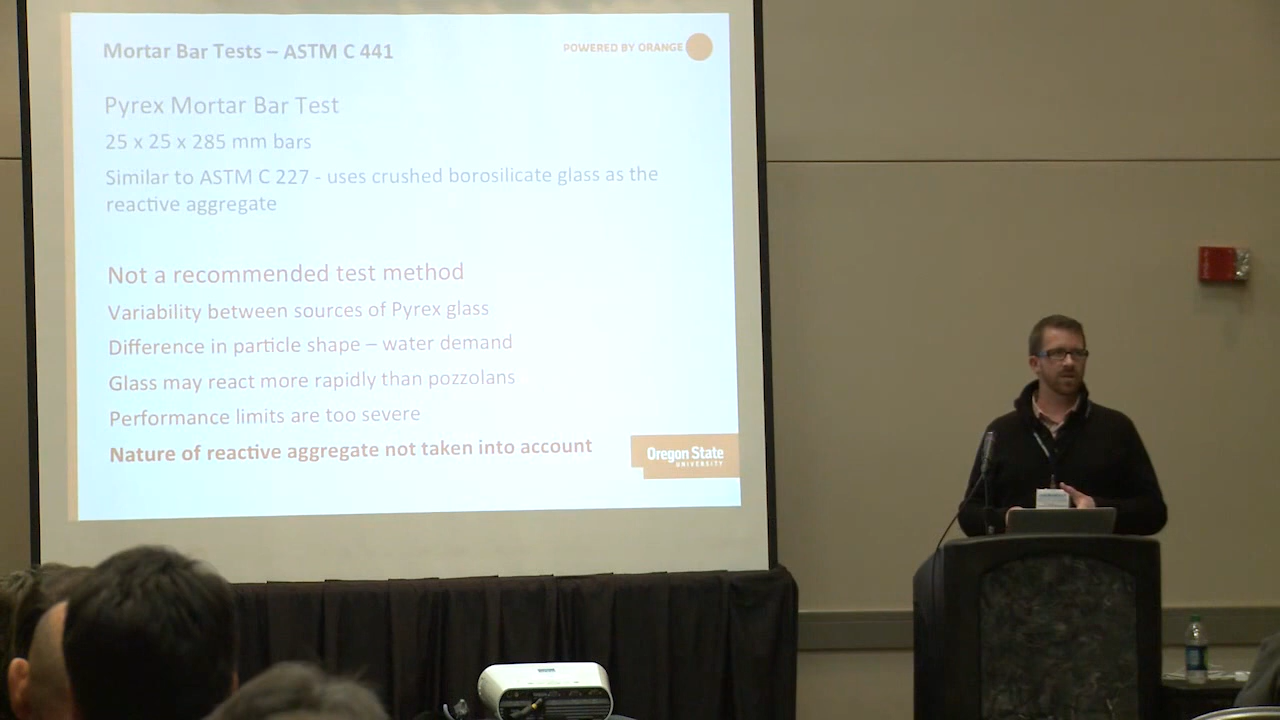 Mortar Bar Tests – ASTM C 441
POWERED BY ORANGE
Pyrex Mortar Bar Test
25 x 25 x 285 mm bars
Similar to ASTM C 227 - uses crushed borosilicate glass as the
reactive aggregate
Not a recommended test method
Variability between sources of Pyrex glass
Difference in particle shape – water demand
Glass may react more rapidly than pozzolans
Performance limits are too severe
Nature of reactive aggregate not taken into account
Oregon State
UNIVERSITY